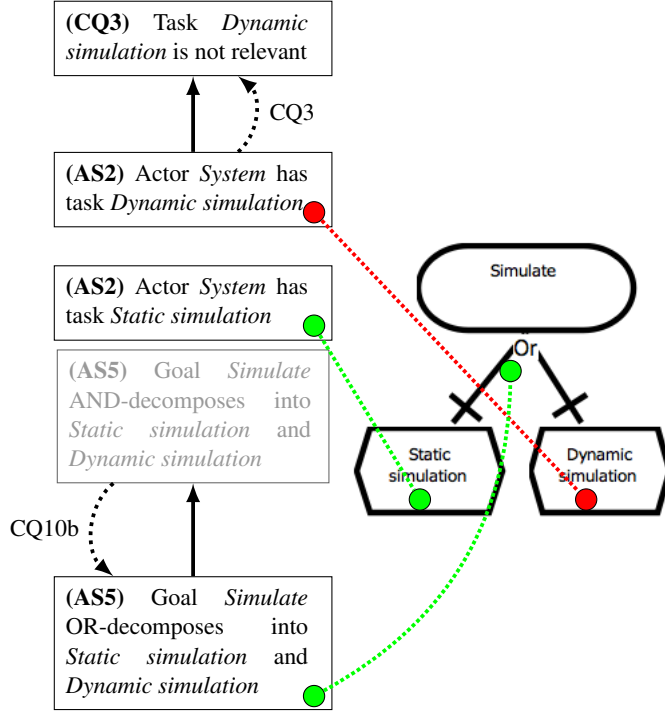 (CQ3) Task Dynamic
simulation is not relevant
CQ3
(AS2) Actor System has
task Dynamic simulation
(AS2) Actor System has
task Static simulation
(AS5) Goal Simulate
AND-decomposes into
Static simulation and
Dynamic simulation
CQ10b
(AS5) Goal Simulate
OR-decomposes into
Static simulation and
Dynamic simulation
Simulate
Or
Static
simulation
Dynamic
simulation